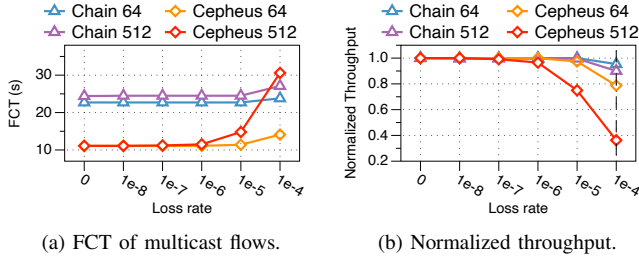 Chain 64 Cepheus 64
Chain 512 Cepheus 512
FCT (s)
30
20
10
0 1e-8 1e-7 1e-6 1e-5 1e-4
Loss rate
(a) FCT of multicast flows.
Chain 64 Cepheus 64
Chain 512 Cepheus 512
Normalized Throughput
1.0
0.8
0.6
0.4
0.2
0 1e-8 1e-7 1e-6 1e-5 1e-4
Loss rate
(b) Normalized throughput.